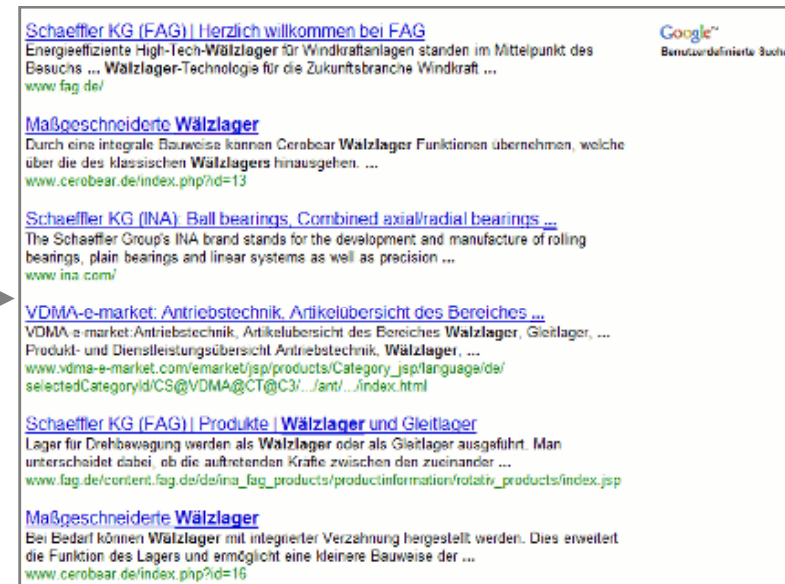 Schaeffler KG (FAG) | Herzlich willkommen bei FAG
Energieeffiziente High-Tech-Wälzlager für Windkraftanlagen standen im Mittelpunkt des
Besuchs ... Wälzlager-Technologie für die Zukunftsbranche Windkraft ...
www.fag.de/
Google™
Benutzerdefinierte Suche
Maßgeschneiderte Wälzlager
Durch eine integrale Bauweise können Cerobear Wälzlager Funktionen übernehmen, welche
über die des klassischen Wälzlagers hinausgehen. ...
www.cerobear.de/index.php?id=13
Schaeffler KG (INA): Ball bearings, Combined axial/radial bearings ...
The Schaeffler Group's INA brand stands for the development and manufacture of rolling
bearings, plain bearings and linear systems as well as precision ...
www.ina.com/
VDMA-e-market: Antriebstechnik, Artikelübersicht des Bereiches ...
VDMA-e-market:Antriebstechnik, Artikelübersicht des Bereiches Wälzlager, Gleitlager, ...
Produkt- und Dienstleistungsübersicht Antriebstechnik, Wälzlager, ...
www.vdma-e-market.com/emarket/jsp/products/Category_jsp/language/de/
selectedCategoryId/CS@VDMA@CT@C3/.../ant/.../index.html
Schaeffler KG (FAG) | Produkte | Wälzlager und Gleitlager
Lager für Drehbewegung werden als Wälzlager oder als Gleitlager ausgeführt. Man
unterscheidet dabei, ob die auftretenden Kräfte zwischen den zueinander ...
www.fag.de/content.fag.de/de/ina_fag_products/productinformation/rotativ_products/index.jsp
Maßgeschneiderte Wälzlager
Bei Bedarf können Wälzlager mit integrierter Verzahnung hergestellt werden. Dies erweitert
die Funktion des Lagers und ermöglicht eine kleinere Bauweise der ...
www.cerobear.de/index.php?id=16